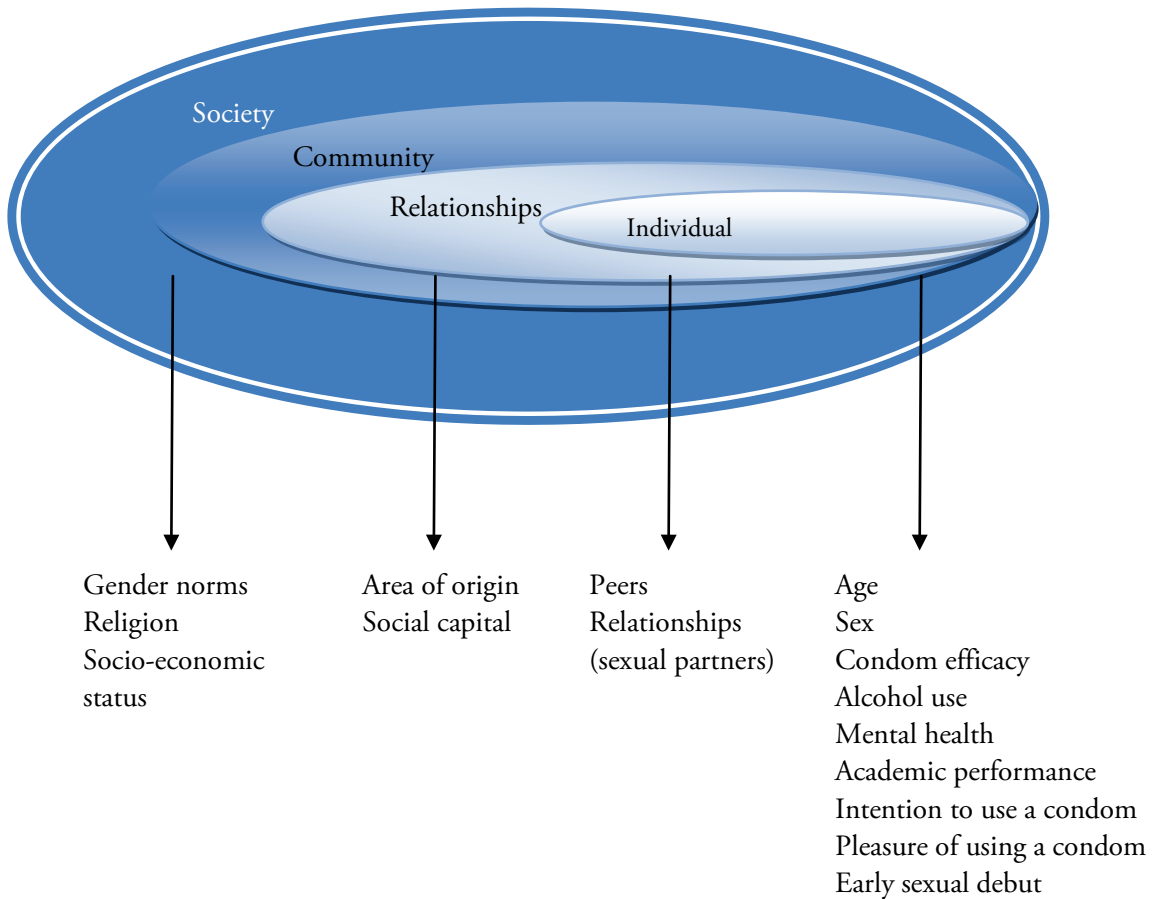 Society
Community
Relationships
Individual
Gender norms
Religion
Socio-economic
status
Area of origin
Social capital
Peers
Relationships
(sexual partners)
Age
Sex
Condom efficacy
Alcohol use
Mental health
Academic performance
Intention to use a condom
Pleasure of using a condom
Early sexual debut